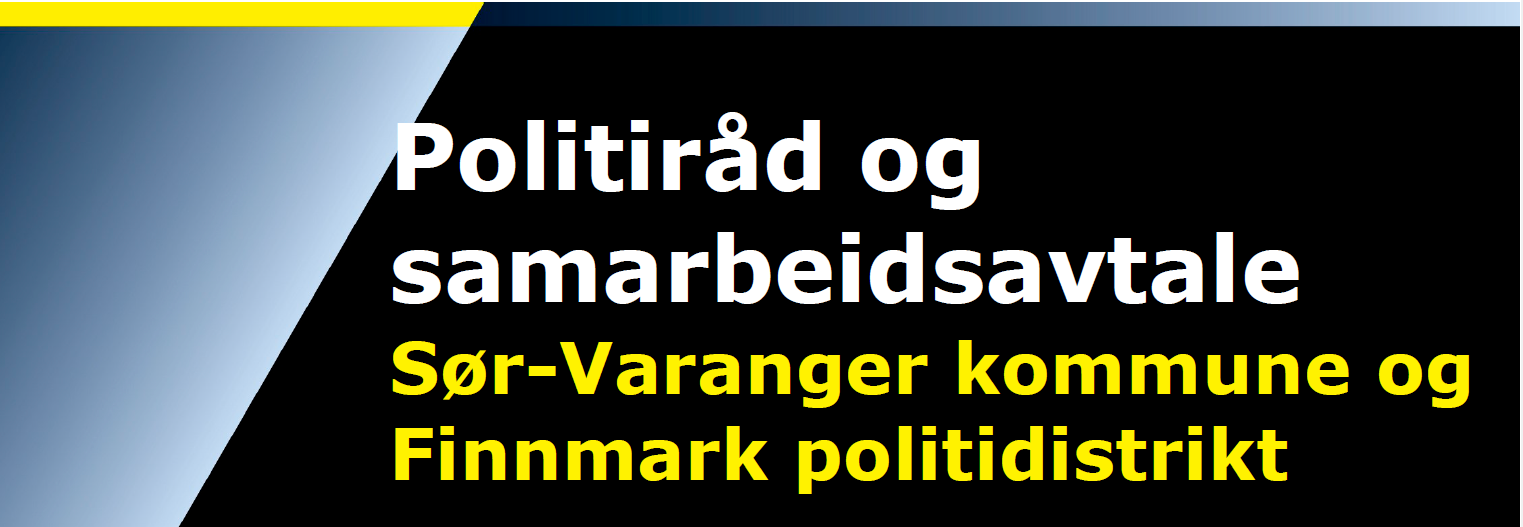 Politiråd og
samarbeidsavtale
Sør-Varanger kommune og
Finnmark politidistrikt